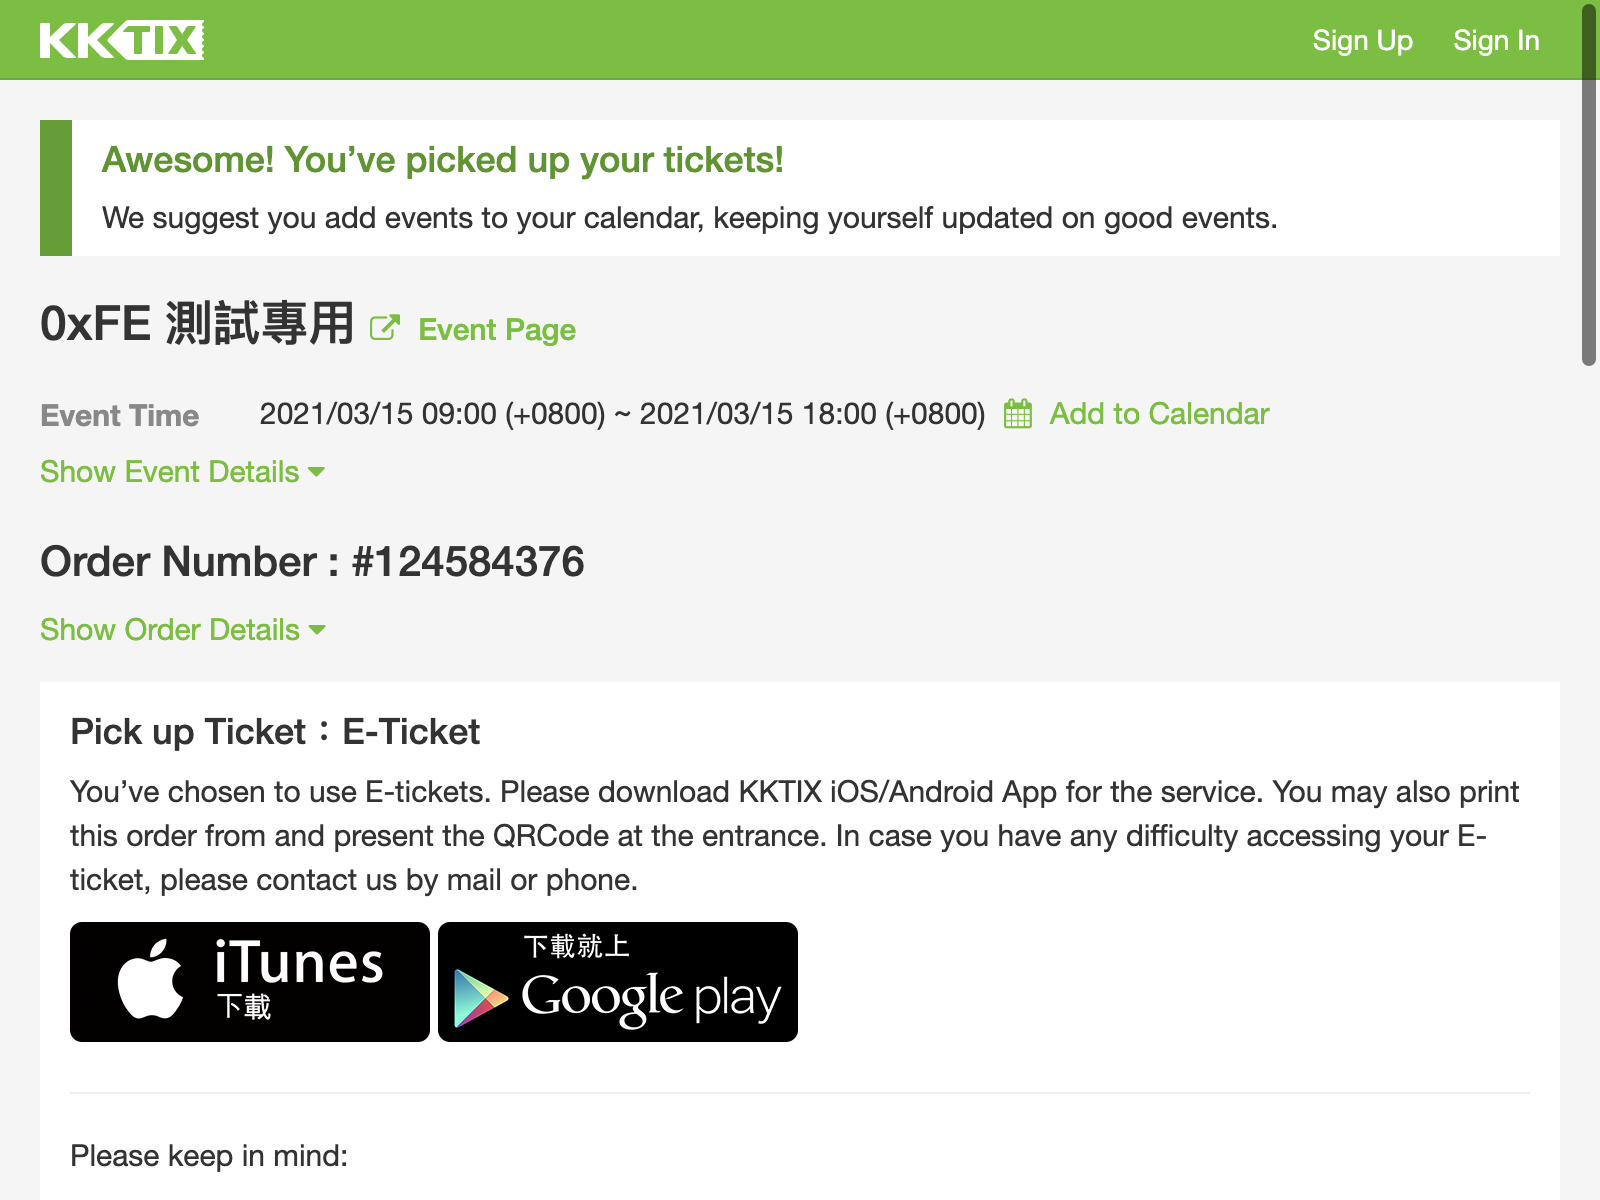 KKTIX
Sign Up
Sign In
Awesome! You’ve picked up your tickets!
We suggest you add events to your calendar, keeping yourself updated on good events.
0xFE 測試專用 Event Page
Event Time 2021/03/15 09:00 (+0800) ~ 2021/03/15 18:00 (+0800) Add to Calendar
Show Event Details
Order Number : #124584376
Show Order Details
Pick up Ticket：E-Ticket
You’ve chosen to use E-tickets. Please download KKTIX iOS/Android App for the service. You may also print
this order from and present the QRCode at the entrance. In case you have any difficulty accessing your E-
ticket, please contact us by mail or phone.
iTunes
下載
下載就上
Google play
Please keep in mind: